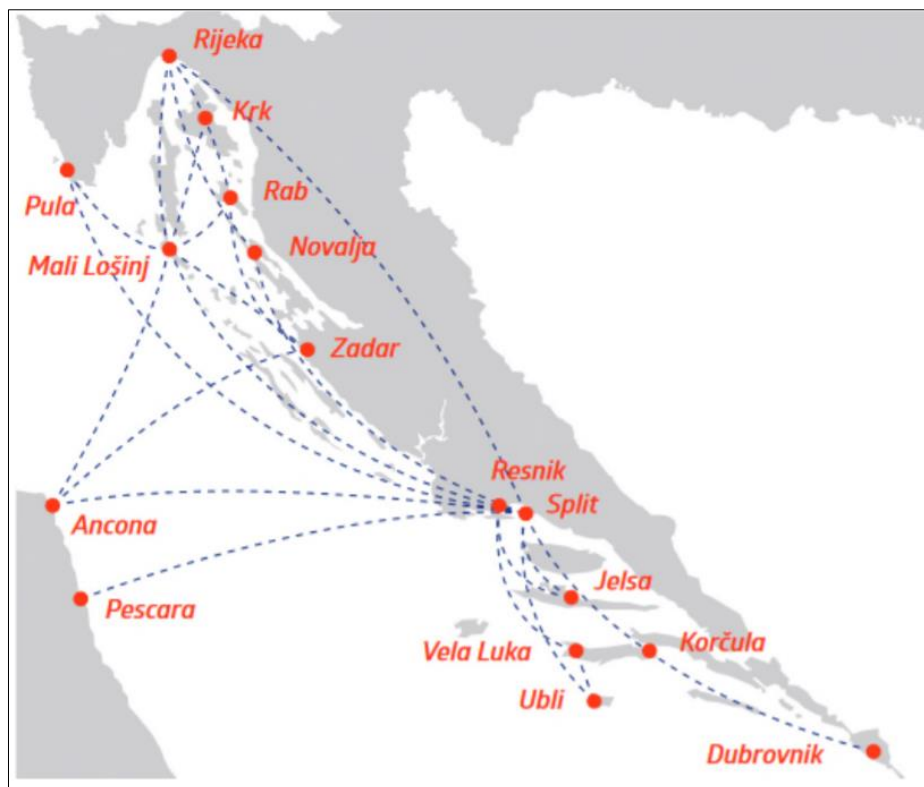 Rijeka
Krk
Pula
Rab
Mali Lošinj
Novalja
Zadar
Resnik
Ancona
Split
Pescara
Jelsa
Vela Luka
Korčula
Ubli
Dubrovnik